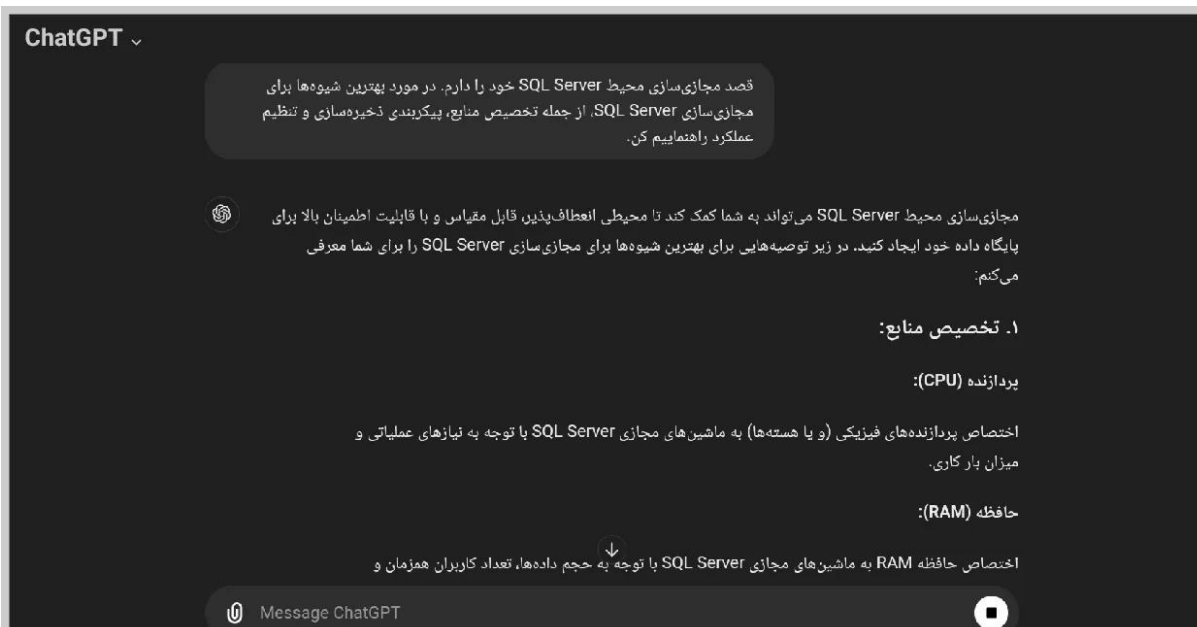 ChatGPT
قصد مجازی‌سازی محیط SQL Server خود را دارم. در مورد بهترین شیوه‌ها برای
مجازی‌سازی SQL Server، از جمله تخصیص منابع، پیکربندی ذخیره‌سازی و تنظیم
عملکرد راهنماییم کن.
مجازی‌سازی محیط SQL Server می‌تواند به شما کمک کند تا محیطی انعطاف‌پذیر، قابل مقیاس و با قابلیت اطمینان بالا برای
پایگاه داده خود ایجاد کنید. در زیر توصیه‌هایی برای بهترین شیوه‌ها برای مجازی‌سازی SQL Server را برای شما معرفی
می‌کنم:
۱. تخصیص منابع:
پردازنده (CPU):
اختصاص پردازنده‌های فیزیکی (و یا هسته‌ها) به ماشین‌های مجازی SQL Server با توجه به نیازهای عملیاتی و
میزان بار کاری.
حافظه (RAM):
اختصاص حافظه RAM به ماشین‌های مجازی SQL Server با توجه به حجم داده‌ها، تعداد کاربران همزمان و
Message ChatGPT